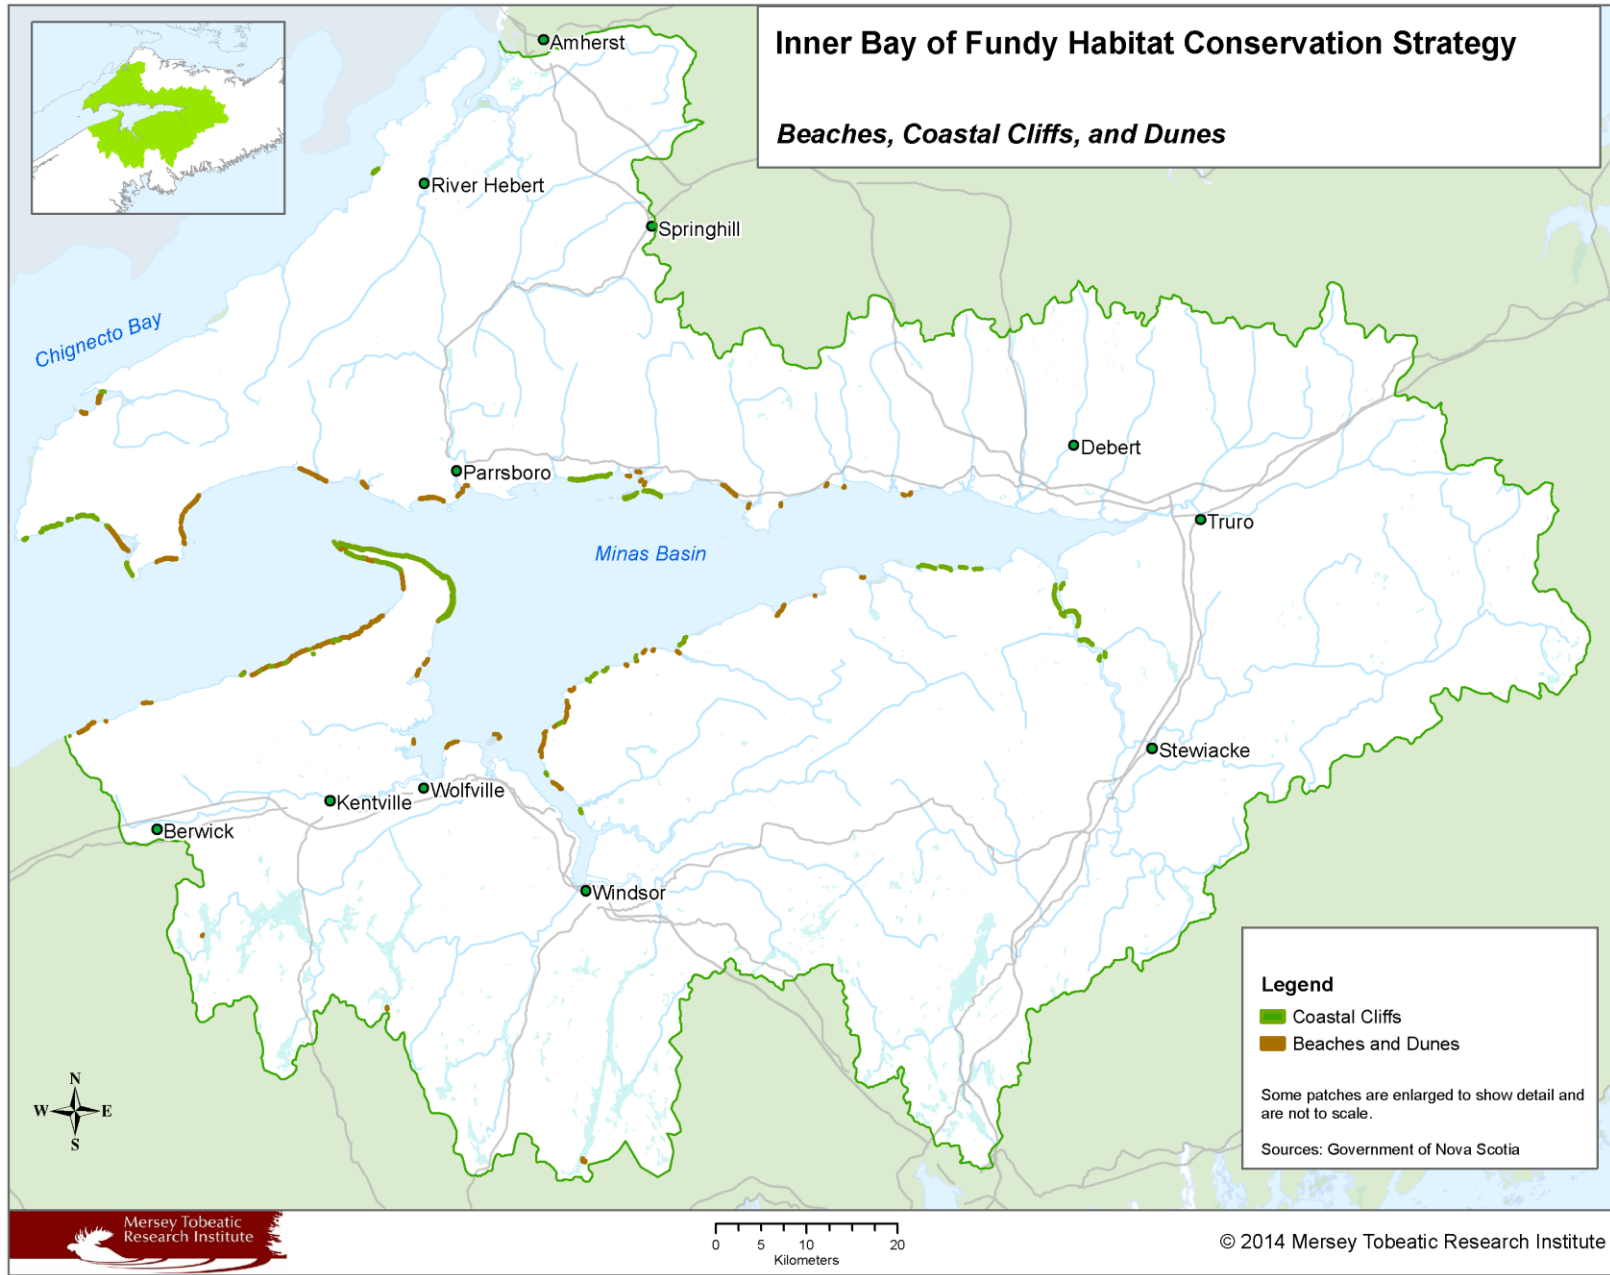 Inner Bay of Fundy Habitat Conservation Strategy
Beaches, Coastal Cliffs, and Dunes
Amherst
River Hebert
Springhill
Chignecto Bay
Debert
Parrsboro
Truro
Minas Basin
Stewiacke
Wolfville
Kentville
Berwick
Windsor
Legend
Coastal Cliffs
Beaches and Dunes
Some patches are enlarged to show detail and
are not to scale.
Sources: Government of Nova Scotia
N
W E
S
Mersey Tobeatic
Research Institute
0 5 10 20
Kilometers
© 2014 Mersey Tobeatic Research Institute